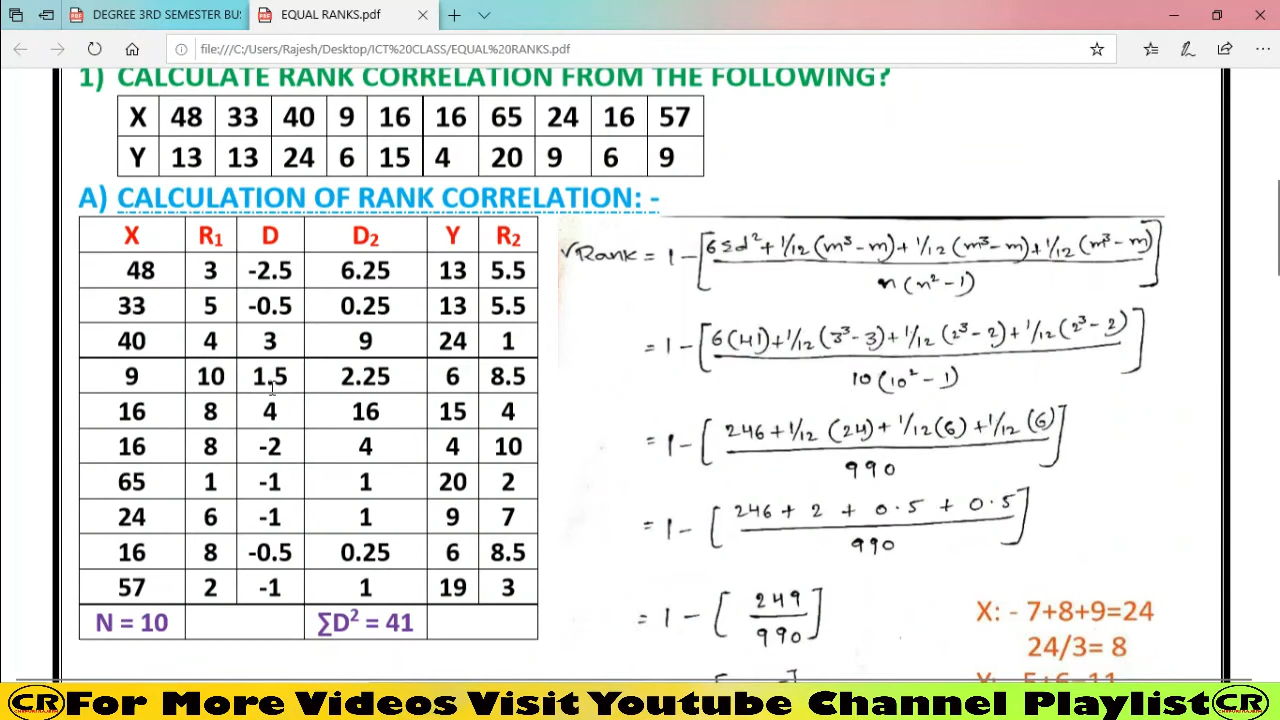 DEGREE 3RD SEMESTER BUS
EQUAL RANKS.pdf
file:///C:/Users/Rajesh/Desktop/ICT%20CLASS/EQUAL%20RANKS.pdf
1) CALCULATE RANK CORRELATION FROM THE FOLLOWING?
X 48 33 40 9 16 16 65 24 16 57
Y 13 13 24 6 15 4 20 9 6 9
A) CALCULATION OF RANK CORRELATION: -
X R₁ D D₂ Y R₂
48 3 -2.5 6.25 13 5.5
33 5 -0.5 0.25 13 5.5
40 4 3 9 24 1
9 10 1.5 2.25 6 8.5
16 8 4 16 15 4
16 8 -2 4 4 10
65 1 -1 1 20 2
24 6 -1 1 9 7
16 8 -0.5 0.25 6 8.5
57 2 -1 1 19 3
N = 10 ∑D² = 41
√Rank = 1 - [6Σd² + 1/12 (m³ - m) + 1/12 (m³ - m) + 1/12 (m³ - m)]
n (n² - 1)
= 1 - [6(41) + 1/12 (3³ - 3) + 1/12 (2³ - 2) + 1/12 (2³ - 2)]
10 (10² - 1)
= 1 - [246 + 1/12 (24) + 1/12 (6) + 1/12 (6)]
990
= 1 - [246 + 2 + 0.5 + 0.5]
990
= 1 - [249]
990
X: - 7+8+9=24
24/3= 8
Y: - 5+6=11
CR For More Videos Visit Youtube Channel Playlist CR